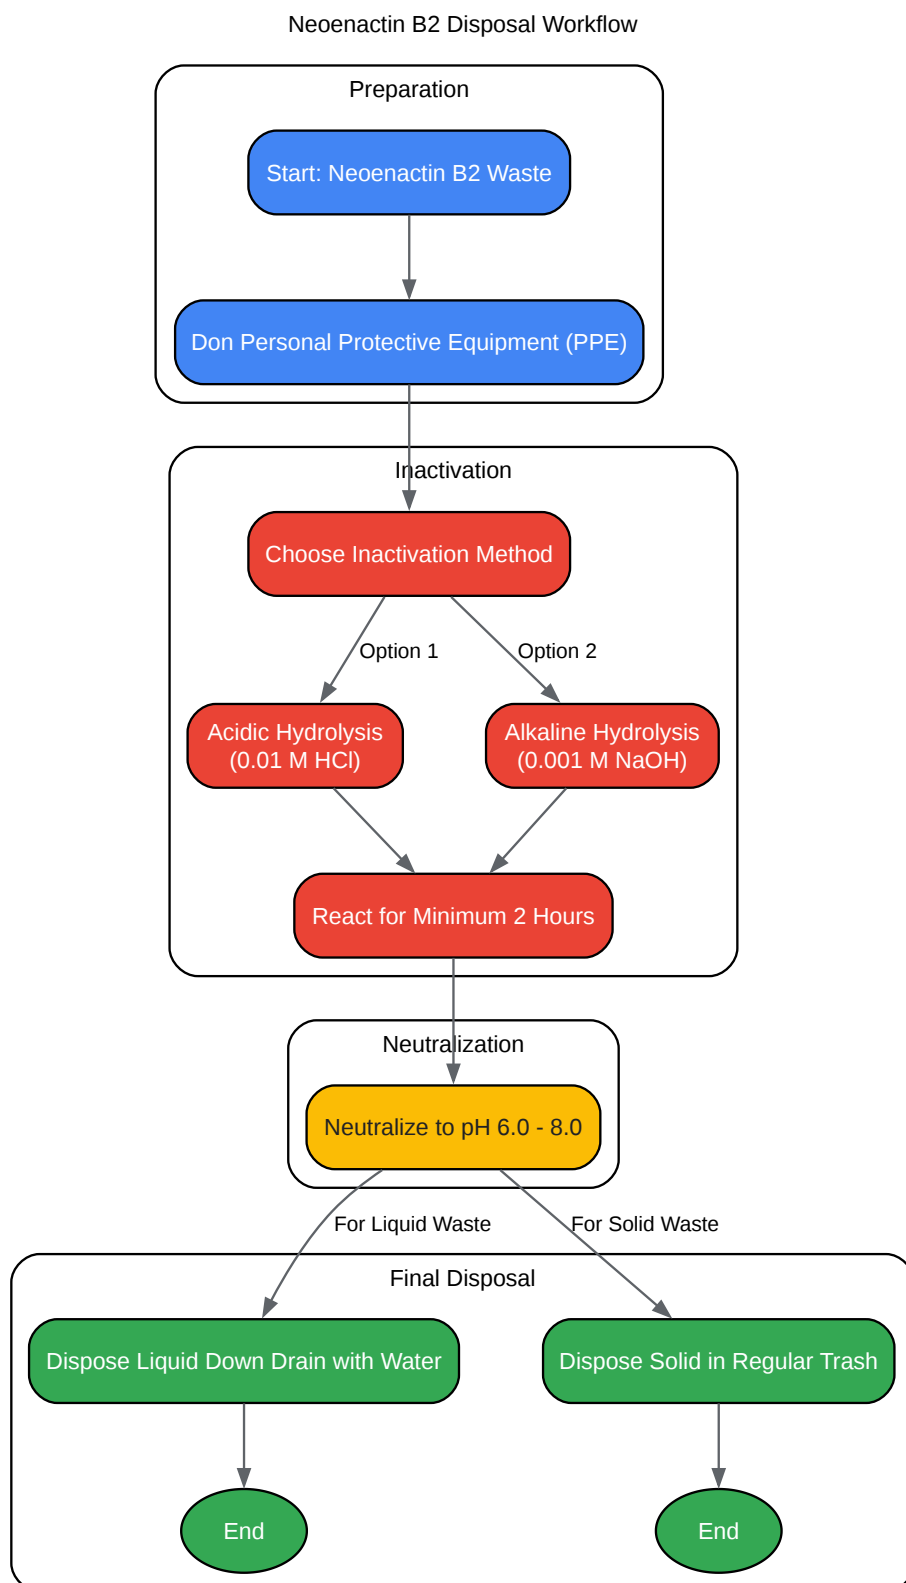 Neoenactin B2 Disposal Workflow
Preparation
Start: Neoenactin B2 Waste
Don Personal Protective Equipment (PPE)
Inactivation
Choose Inactivation Method
Option 1
Option 2
Acidic Hydrolysis
(0.01 M HCl)
Alkaline Hydrolysis
(0.001 M NaOH)
React for Minimum 2 Hours
Neutralization
Neutralize to pH 6.0 - 8.0
For Liquid Waste
For Solid Waste
Final Disposal
Dispose Liquid Down Drain with Water
Dispose Solid in Regular Trash
End
End